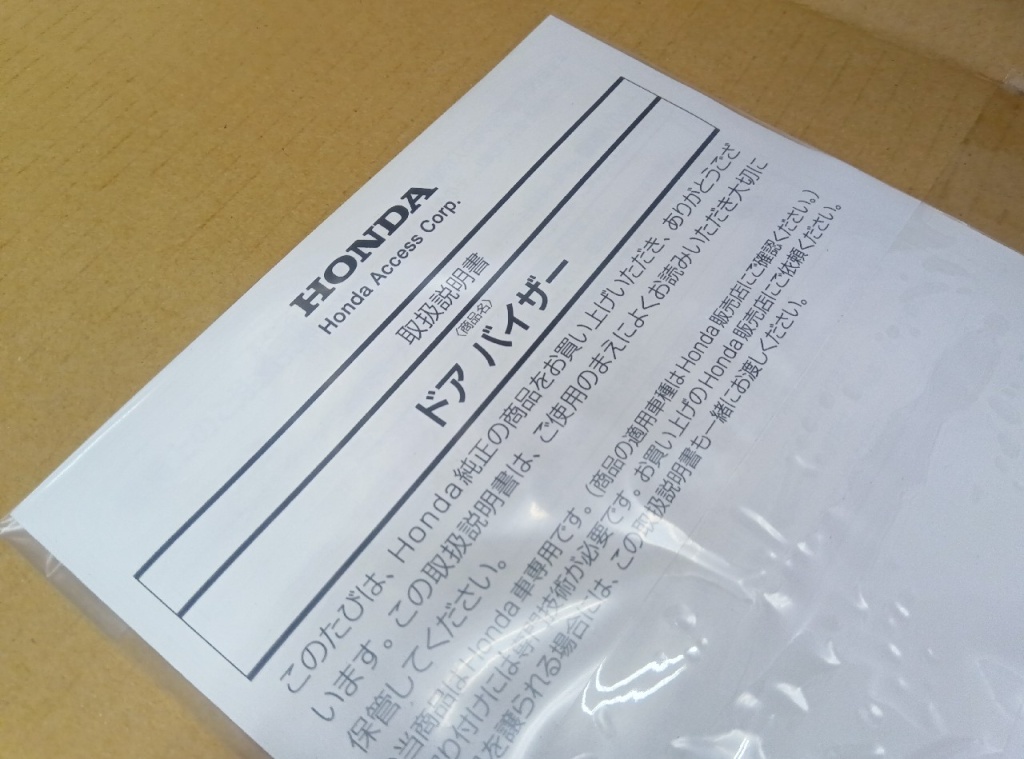 HONDA
Honda Access Corp.
取扱説明書
〈商品名〉
ドア バイザー
このたびは、Honda純正の商品をお買い上げいただき、ありがとうござ
います。この取扱説明書は、ご使用のまえによくお読みいただき大切に
保管してください。
当商品はHonda車専用です。（商品の適用車種はHonda販売店にご確認ください。）
り付けには専門技術が必要です。お買い上げのHonda販売店にご依頼ください。
を譲られる場合には、この取扱説明書も一緒にお渡しください。